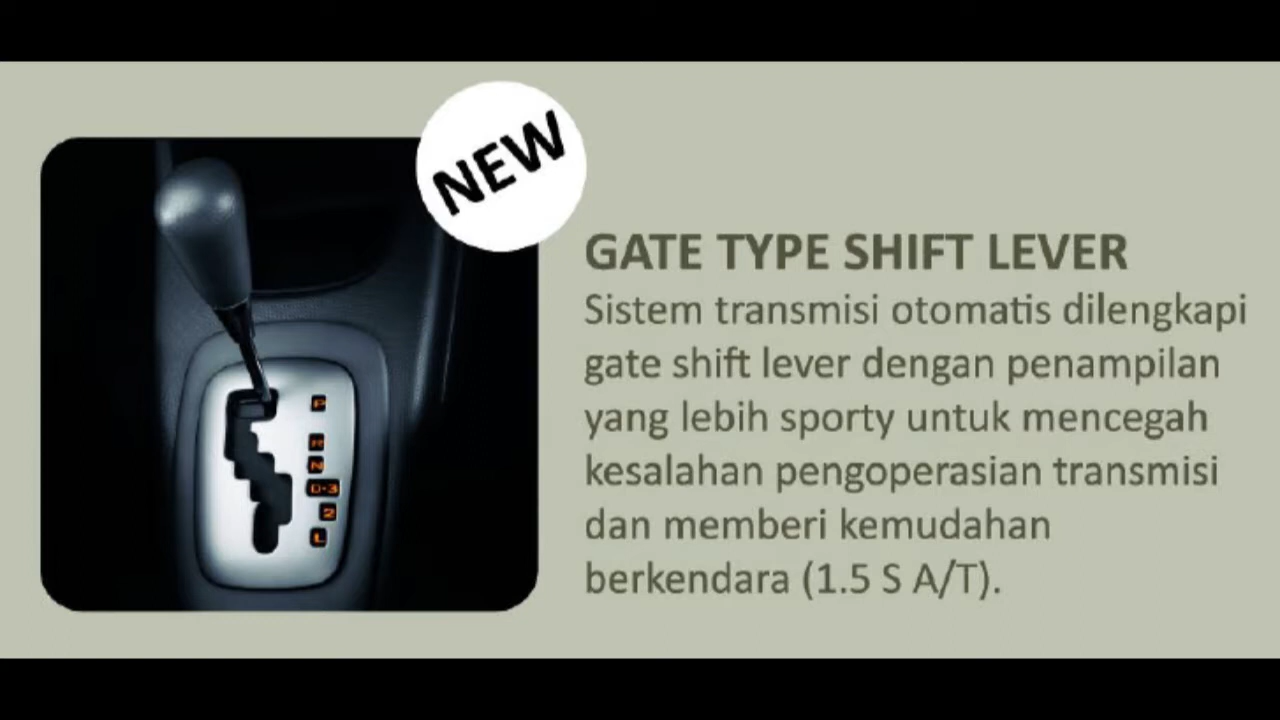 NEW
GATE TYPE SHIFT LEVER
Sistem transmisi otomatis dilengkapi
gate shift lever dengan penampilan
yang lebih sporty untuk mencegah
kesalahan pengoperasian transmisi
dan memberi kemudahan
berkendara (1.5 S A/T).
P
R
N
D-3
2
L